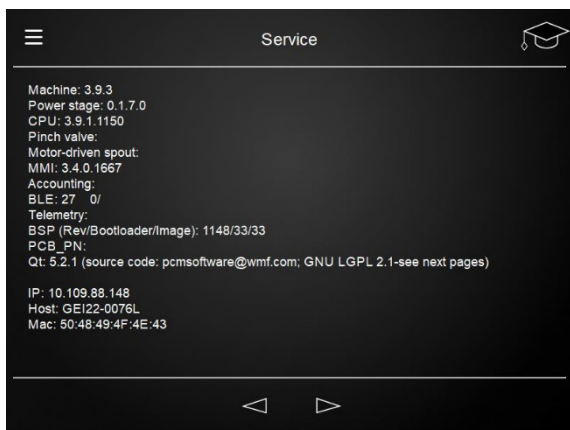 Service
Machine: 3.9.3
Power stage: 0.1.7.0
CPU: 3.9.1.1150
Pinch valve:
Motor-driven spout:
MMI: 3.4.0.1667
Accounting:
BLE: 27 0/
Telemetry:
BSP (Rev/Bootloader/Image): 1148/33/33
PCB_PN:
Qt: 5.2.1 (source code: pcmsoftware@wmf.com; GNU LGPL 2.1-see next pages)
IP: 10.109.88.148
Host: GEI22-0076L
Mac: 50:48:49:4F:4E:43